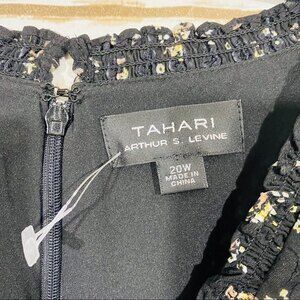 TAHARI
ARTHUR S. LEVINE
20W
MADE IN
CHINA